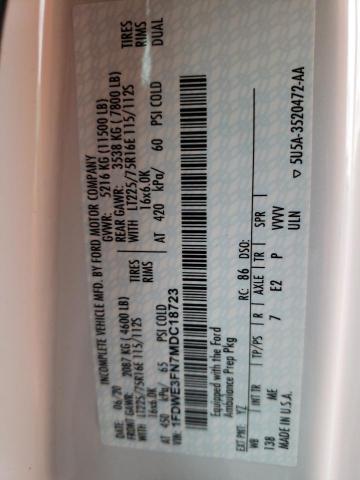 INCOMPLETE VEHICLE MFD. BY FORD MOTOR COMPANY
06/20 GVWR: 5216 KG (11500 LB)
FRONT GAWR: 2087 KG (4600 LB) REAR GAWR: 3538 KG (7800 LB)
WITH LT225/75R16E 115/112S TIRES WITH LT225/75R16E 115/112S TIRES
16x6.0K RIMS 16x6.0K RIMS
AT 450 kPa/ 65 PSI COLD AT 420 kPa/ 60 PSI COLD DUAL
VIN: 1FDWE3FN7MDC18723
Equipped with the Ford
Ambulance Prep Pkg
EXT PNT: YZ RC: 86 DSO:
WB INT TR TP/PS R AXLE TR SPR
138 ME 7 E2 P VVVV
MADE IN U.S.A. ULN
▽ 5U5A-3520472-AA